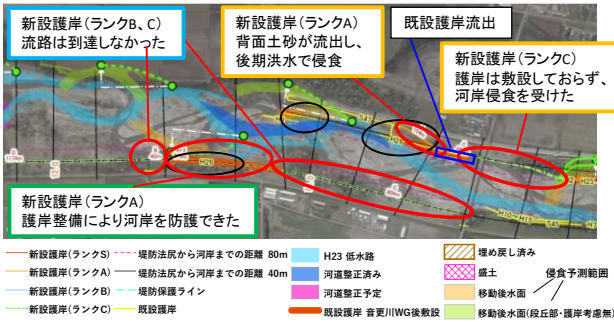 新設護岸(ランクB、C)
流路は到達しなかった
新設護岸(ランクA)
背面土砂が流出し、
後期洪水で侵食
既設護岸流出
新設護岸(ランクC)
護岸は敷設しておらず、
河岸侵食を受けた
新設護岸(ランクA)
護岸整備により河岸を防護できた
H26
新設護岸(ランクS)
新設護岸(ランクA)
新設護岸(ランクB)
新設護岸(ランクC)
堤防法尻から河岸までの距離 80m
堤防法尻から河岸までの距離 40m
堤防保護ライン
既設護岸
H23 低水路
河道整正済み
河道整正予定
既設護岸 音更川WG後敷設
埋め戻し済み
盛土
移動後水面
移動後水面(段丘部・護岸考慮無)
侵食予測範囲